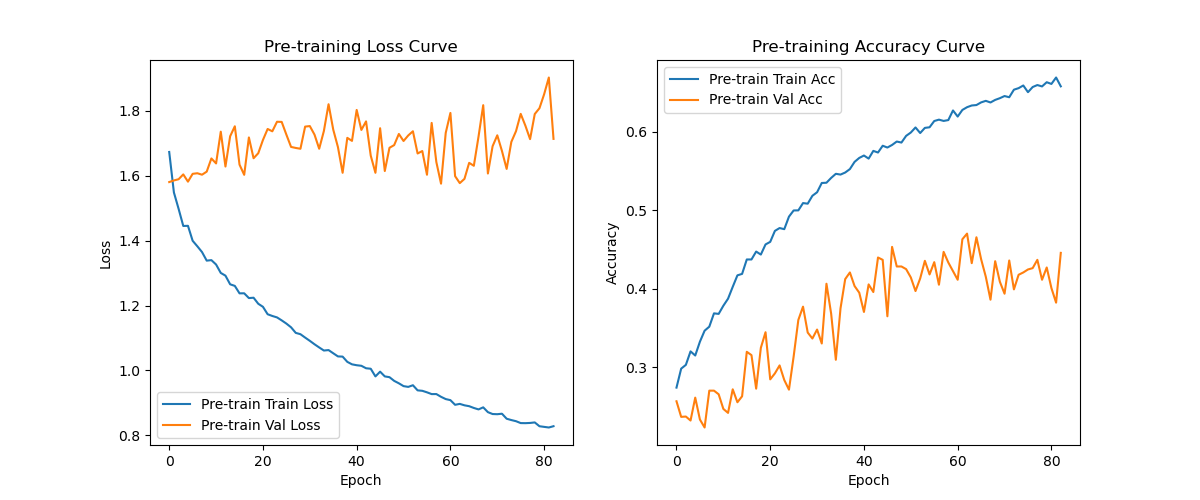 Pre-training Loss Curve
Loss
1.8
1.6
1.4
1.2
1.0
0.8
Pre-train Train Loss
Pre-train Val Loss
0 20 40 60 80
Epoch
Pre-training Accuracy Curve
Accuracy
Pre-train Train Acc
Pre-train Val Acc
0.6
0.5
0.4
0.3
0 20 40 60 80
Epoch